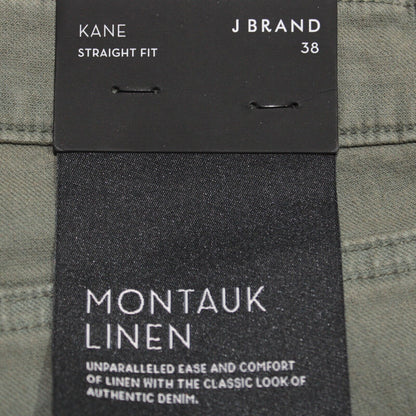 KANE
J BRAND
STRAIGHT FIT
38
MONTAUK
LINEN
UNPARALLELED EASE AND COMFORT
OF LINEN WITH THE CLASSIC LOOK OF
AUTHENTIC DENIM.